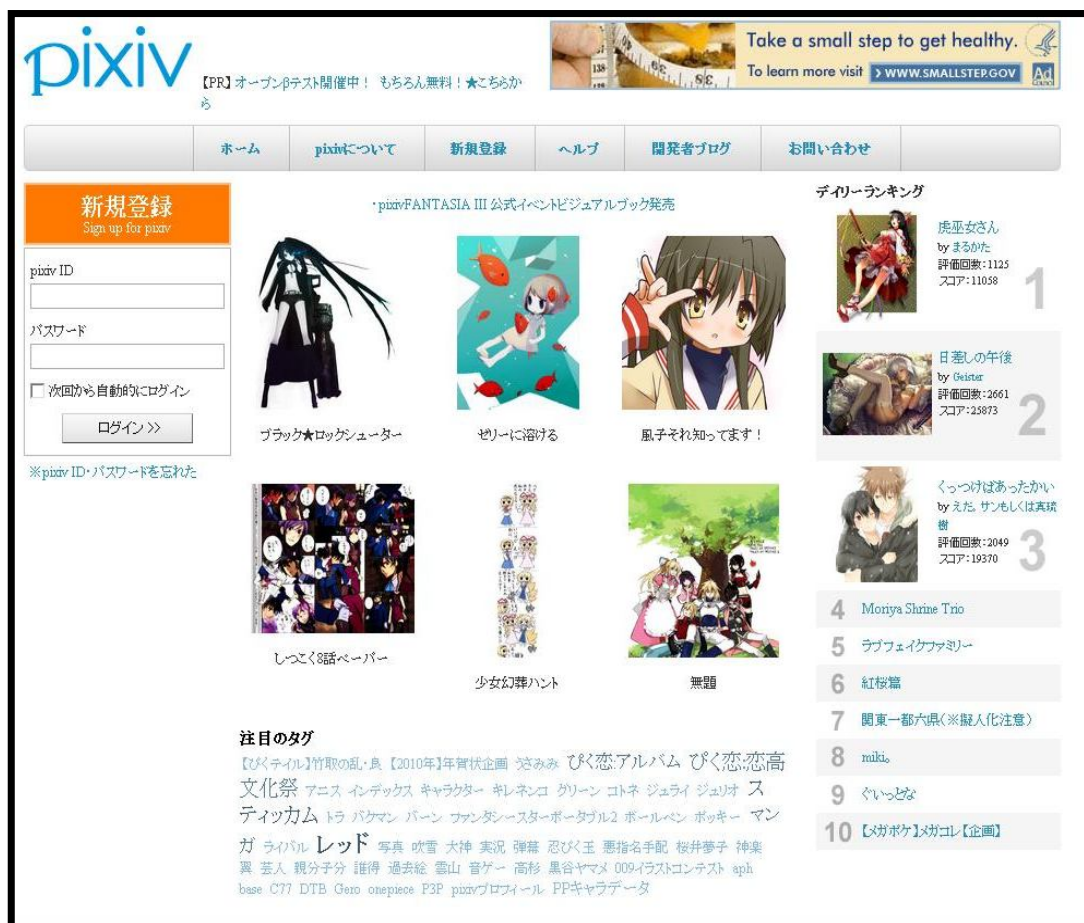 pixiv
【PR】オープンβテスト開催中！ もちろん無料！★こちらか
ら
Take a small step to get healthy.
To learn more visit > WWW.SMALLSTEP.GOV
Ad
ホーム pixivについて 新規登録 ヘルプ 開発者ブログ お問い合わせ
新規登録
Sign up for pixiv
pixiv ID
パスワード
次回から自動的にログイン
ログイン >>
※pixiv ID・パスワードを忘れた
・pixivFANTASIA III 公式イベントビジュアルブック発売
ブラック★ロックシューター
ゼリーに溶ける
風子それ知ってます！
しつこく8話ペーパー
少女幻葬ハント
無題
注目のタグ
【ぴくテイル】竹取の乱・良 【2010年】年賀状企画 うさみみ ぴく恋:アルバム ぴく恋:恋高
文化祭 アニス インデックス キャラクター キレネンコ グリーン コトネ ジュライ ジュリオ ス
ティッカム トラ バクマン バーン ファンタシースターポータブル2 ボールペン ポッキー マン
ガ ライバル レッド 写真 吹雪 大神 実況 弾幕 忍びく王 悪指名手配 桜井夢子 神楽
翼 芸人 親分子分 誰得 過去絵 雲山 音ゲー 高杉 黒谷ヤマメ 009イラストコンテスト aph
base C77 DTB Gero onepiece P3P pixivプロフィール PPキャラデータ
デイリーランキング
虎巫女さん
by まるかた
評価回数:1125
スコア:11058
1
日差しの午後
by Geister
評価回数:2661
スコア:25873
2
くっつけばあったかい
by えだ。サンもしくは真琉
樹
評価回数:2049
スコア:19370
3
4 Moriya Shrine Trio
5 ラブフェイクファミリー
6 紅桜篇
7 関東一都六県(※擬人化注意)
8 miki。
9 ぐいっとな
10 【メガポケ】メガコレ【企画】